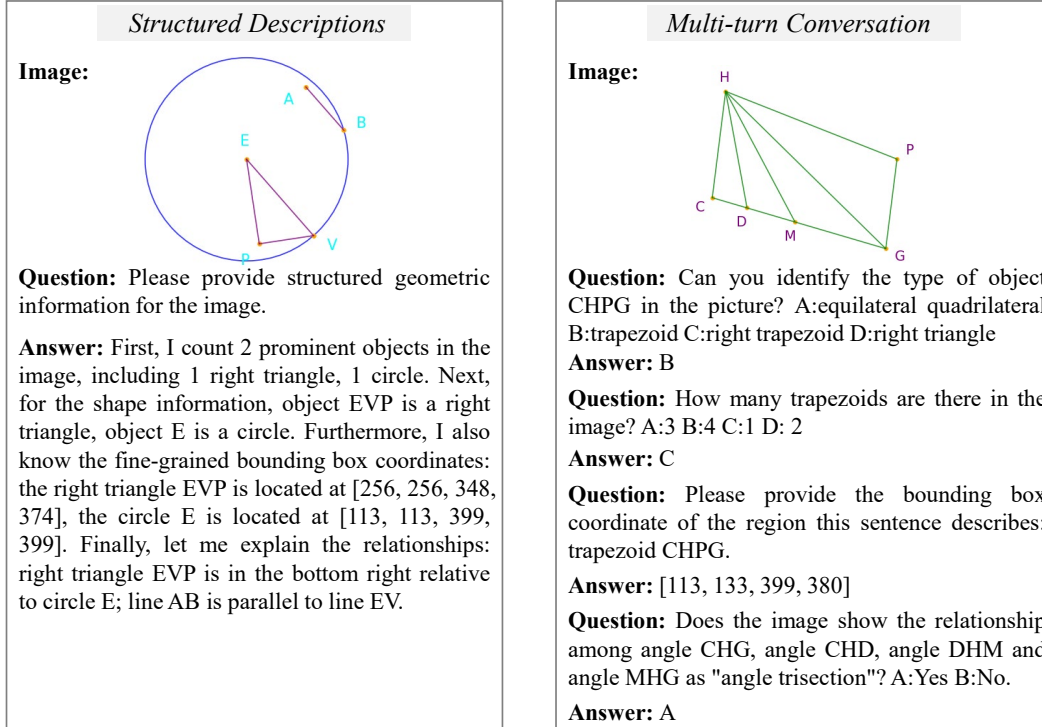 Structured Descriptions
Image:
A
B
E
V
P
Question: Please provide structured geometric
information for the image.
Answer: First, I count 2 prominent objects in the
image, including 1 right triangle, 1 circle. Next,
for the shape information, object EVP is a right
triangle, object E is a circle. Furthermore, I also
know the fine-grained bounding box coordinates:
the right triangle EVP is located at [256, 256, 348,
374], the circle E is located at [113, 113, 399,
399]. Finally, let me explain the relationships:
right triangle EVP is in the bottom right relative
to circle E; line AB is parallel to line EV.
Multi-turn Conversation
Image:
H
P
C
D
M
G
Question: Can you identify the type of object
CHPG in the picture? A:equilateral quadrilateral
B:trapezoid C:right trapezoid D:right triangle
Answer: B
Question: How many trapezoids are there in the
image? A:3 B:4 C:1 D: 2
Answer: C
Question: Please provide the bounding box
coordinate of the region this sentence describes:
trapezoid CHPG.
Answer: [113, 133, 399, 380]
Question: Does the image show the relationship
among angle CHG, angle CHD, angle DHM and
angle MHG as "angle trisection"? A:Yes B:No.
Answer: A